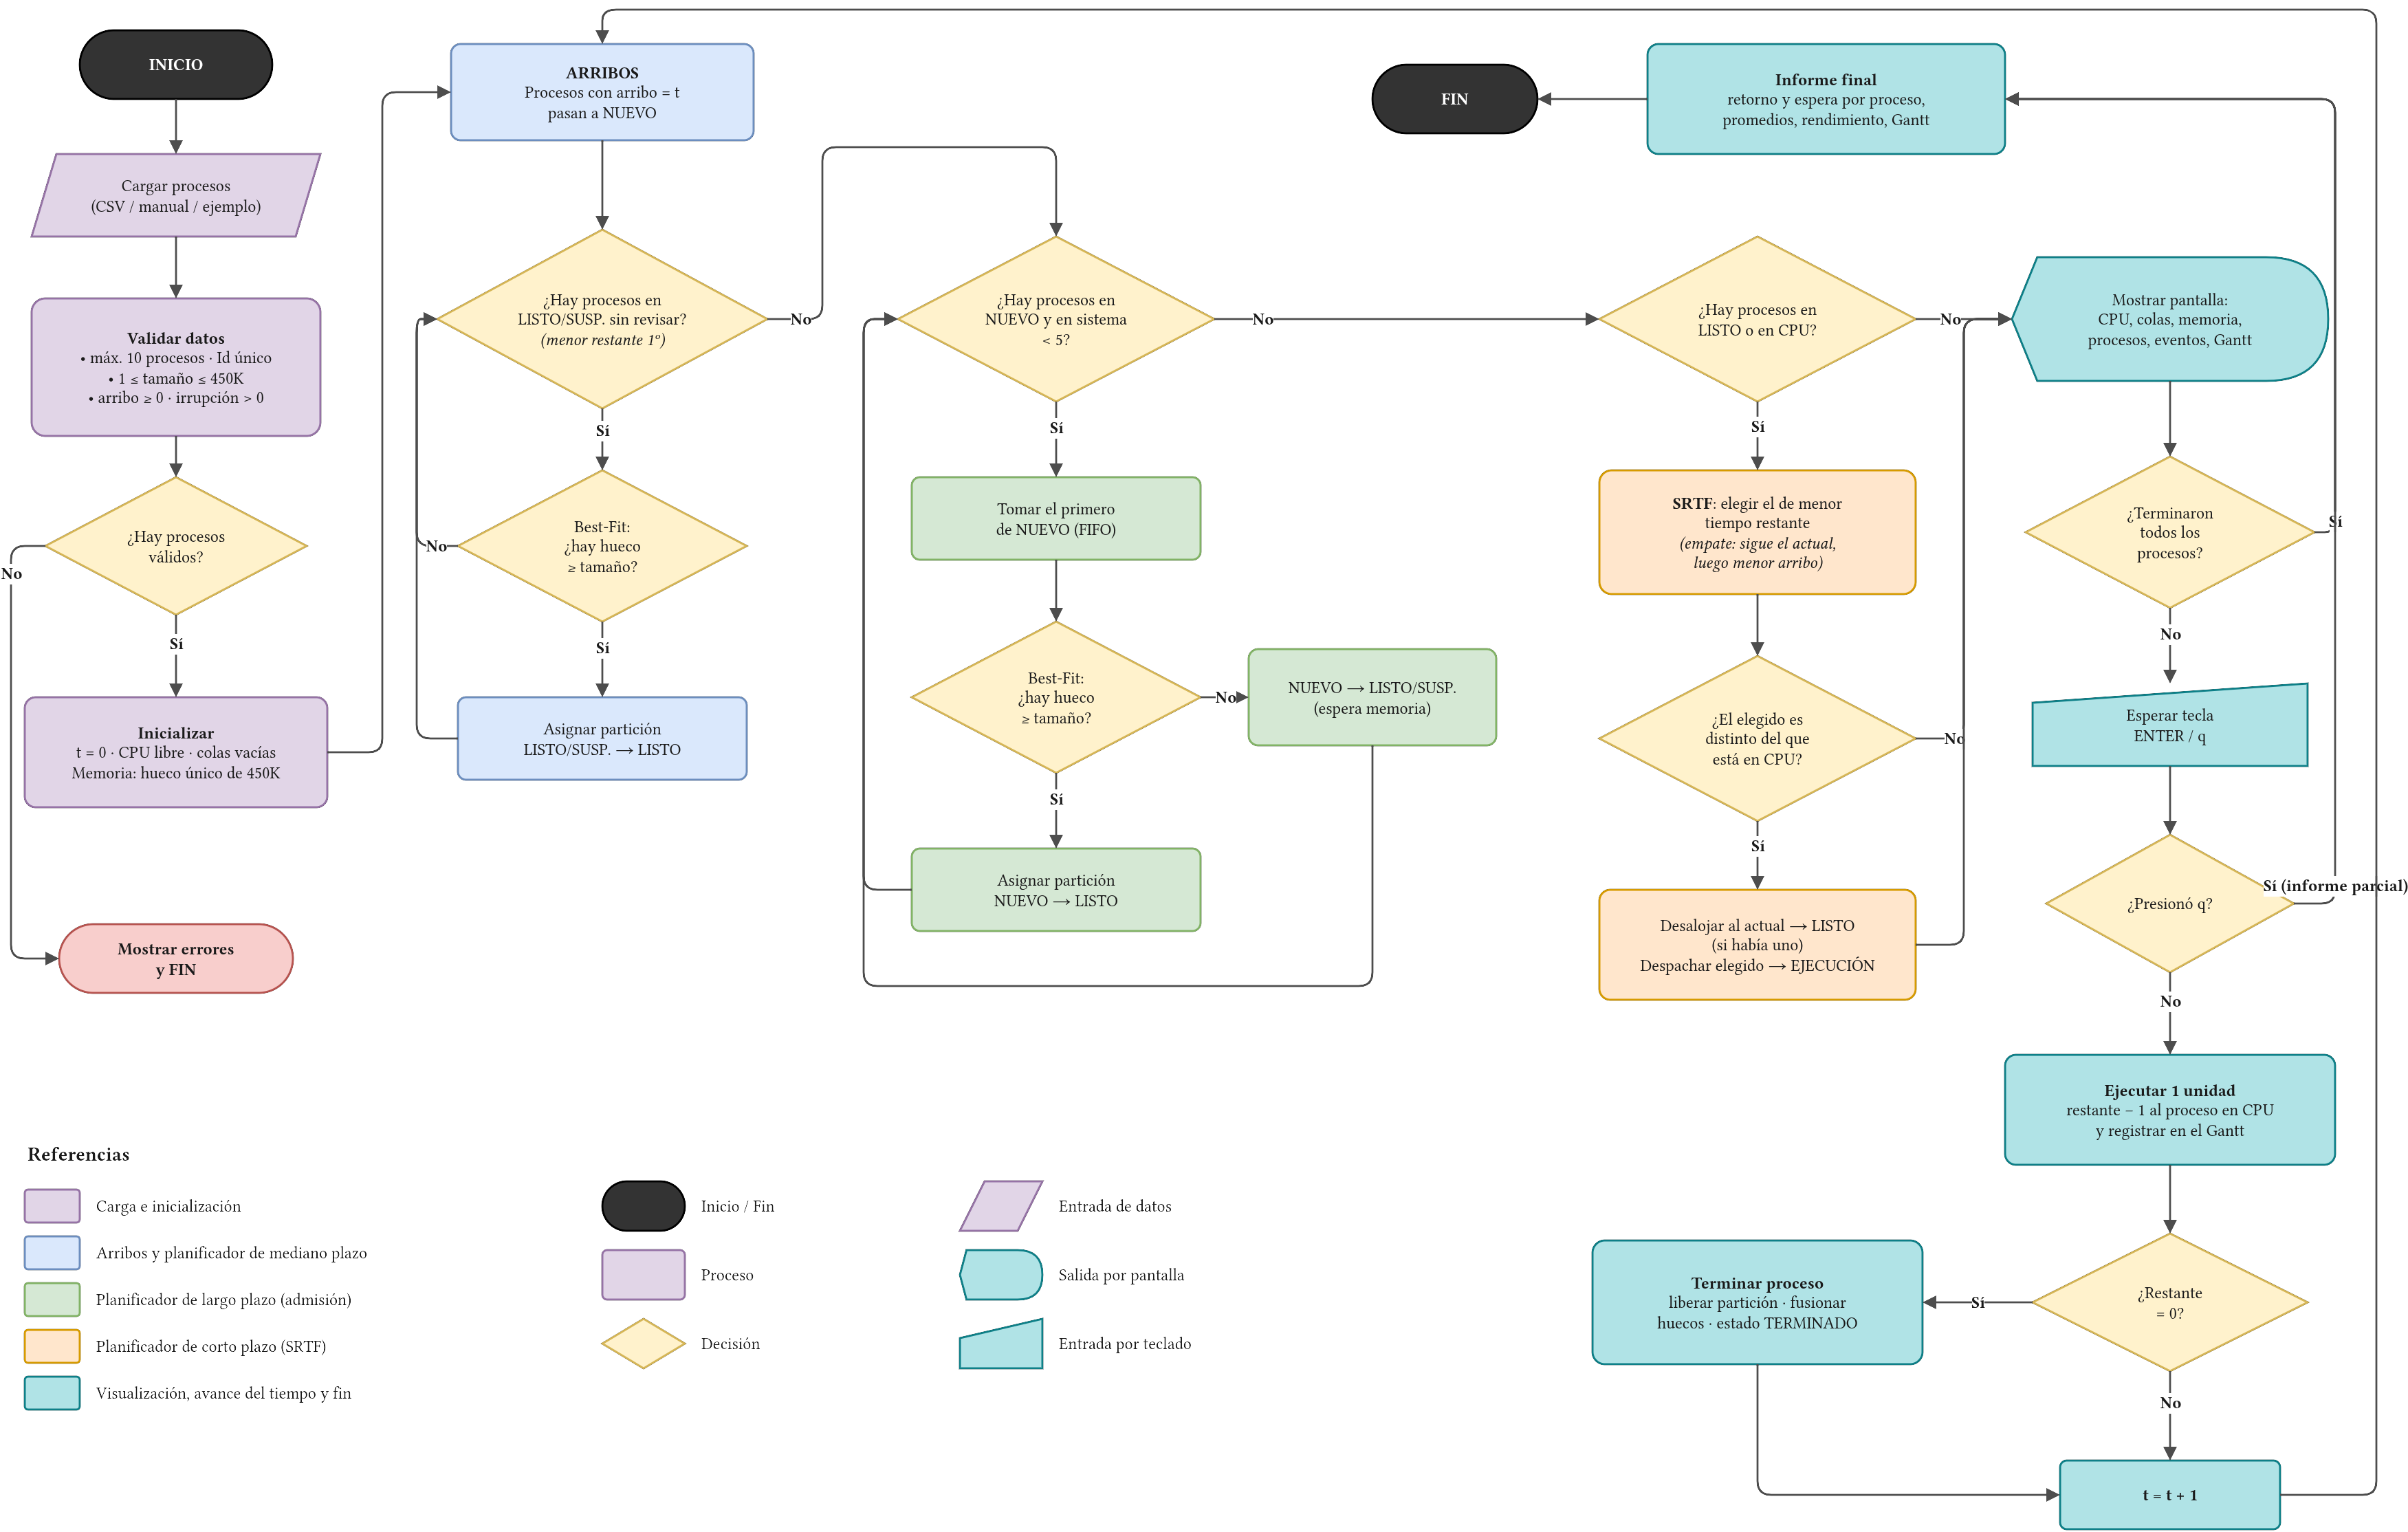 INICIO
Cargar procesos
(CSV / manual / ejemplo)
Validar datos
• máx. 10 procesos · Id único
• 1 ≤ tamaño ≤ 450K
• arribo ≥ 0 · irrupción > 0
¿Hay procesos
válidos?
No
Sí
Inicializar
t = 0 · CPU libre · colas vacías
Memoria: hueco único de 450K
Mostrar errores
y FIN
ARRIBOS
Procesos con arribo = t
pasan a NUEVO
¿Hay procesos en
LISTO/SUSP. sin revisar?
(menor restante 1º)
No
Sí
Best-Fit:
¿hay hueco
≥ tamaño?
No
Sí
Asignar partición
LISTO/SUSP. → LISTO
¿Hay procesos en
NUEVO y en sistema
< 5?
No
Sí
Tomar el primero
de NUEVO (FIFO)
Best-Fit:
¿hay hueco
≥ tamaño?
No
NUEVO → LISTO/SUSP.
(espera memoria)
Sí
Asignar partición
NUEVO → LISTO
FIN
Informe final
retorno y espera por proceso,
promedios, rendimiento, Gantt
¿Hay procesos en
LISTO o en CPU?
No
Sí
SRTF: elegir el de menor
tiempo restante
(empate: sigue el actual,
luego menor arribo)
¿El elegido es
distinto del que
está en CPU?
No
Sí
Desalojar al actual → LISTO
(si había uno)
Despachar elegido → EJECUCIÓN
Mostrar pantalla:
CPU, colas, memoria,
procesos, eventos, Gantt
¿Terminaron
todos los
procesos?
Sí
No
Esperar tecla
ENTER / q
¿Presionó q?
Sí (informe parcial)
No
Ejecutar 1 unidad
restante − 1 al proceso en CPU
y registrar en el Gantt
¿Restante
= 0?
Sí
Terminar proceso
liberar partición · fusionar
huecos · estado TERMINADO
No
t = t + 1
Referencias
Carga e inicialización
Arribos y planificador de mediano plazo
Planificador de largo plazo (admisión)
Planificador de corto plazo (SRTF)
Visualización, avance del tiempo y fin
Inicio / Fin
Proceso
Decisión
Entrada de datos
Salida por pantalla
Entrada por teclado